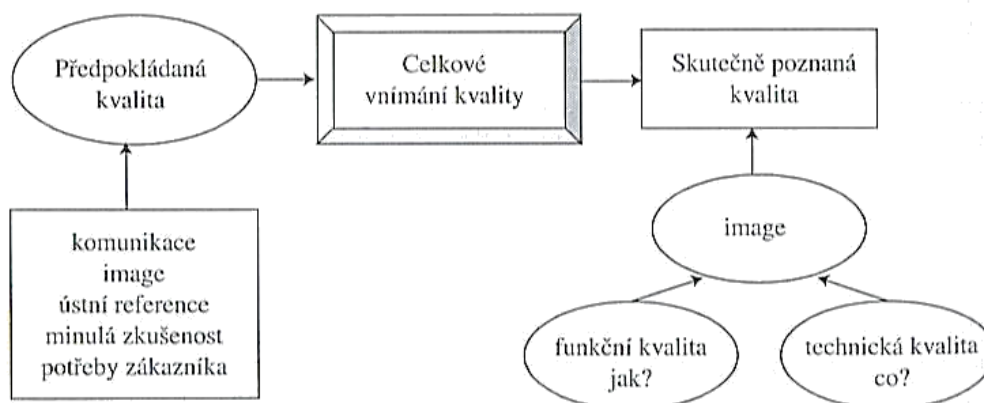 Předpokládaná
kvalita
Celkové
vnímání kvality
Skutečně poznaná
kvalita
komunikace
image
ústní reference
minulá zkušenost
potřeby zákazníka
image
funkční kvalita
jak?
technická kvalita
co?